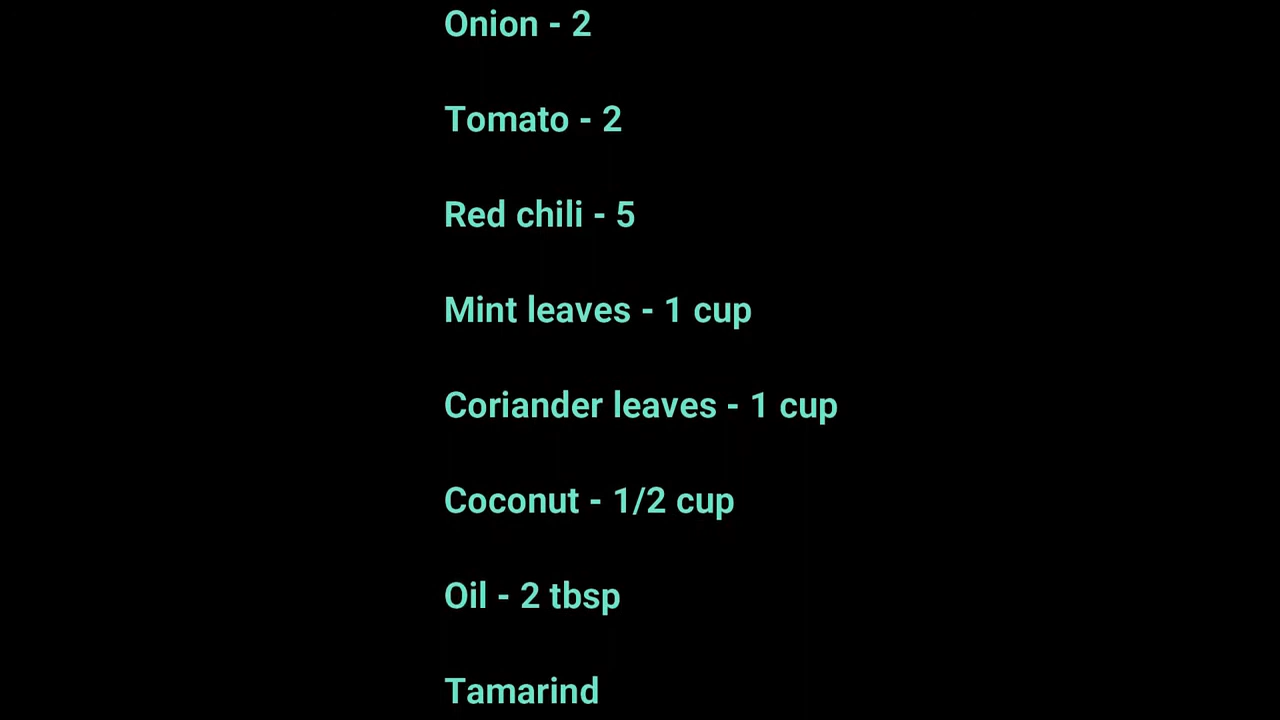 Onion - 2
Tomato - 2
Red chili - 5
Mint leaves - 1 cup
Coriander leaves - 1 cup
Coconut - 1/2 cup
Oil - 2 tbsp
Tamarind